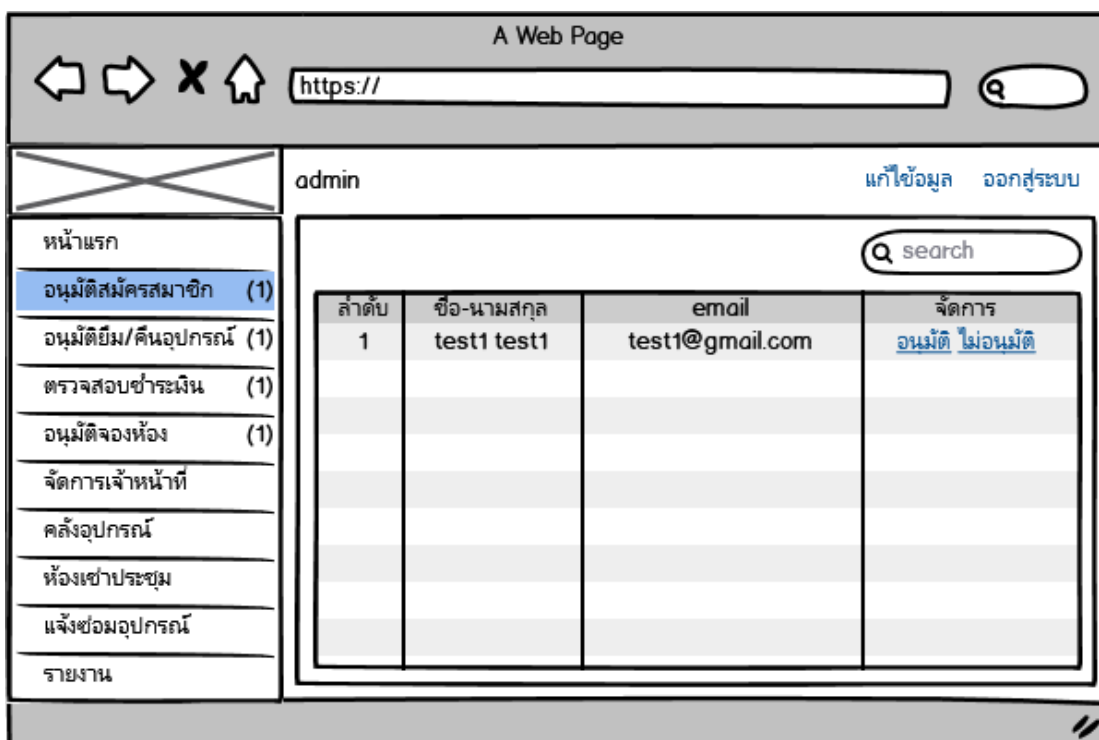 A Web Page
https://
admin
แก้ไข้อมูล ออกสู่ระบบ
หน้าแรก
อนุมัติสมัครสมาชิก (1)
อนุมัติยืม/คืนอุปกรณ์ (1)
ตรวจสอบชำระเงิน (1)
อนุมัติจองห้อง (1)
จัดการเจ้าหน้าที่
คลังอุปกรณ์
ห้องเช่าประชุม
แจ้งซ่อมอุปกรณ์
รายงาน
search
ลำดับ ชื่อ-นามสกุล email จัดการ
1 test1 test1 test1@gmail.com อนุมัติ ไม่อนุมัติ